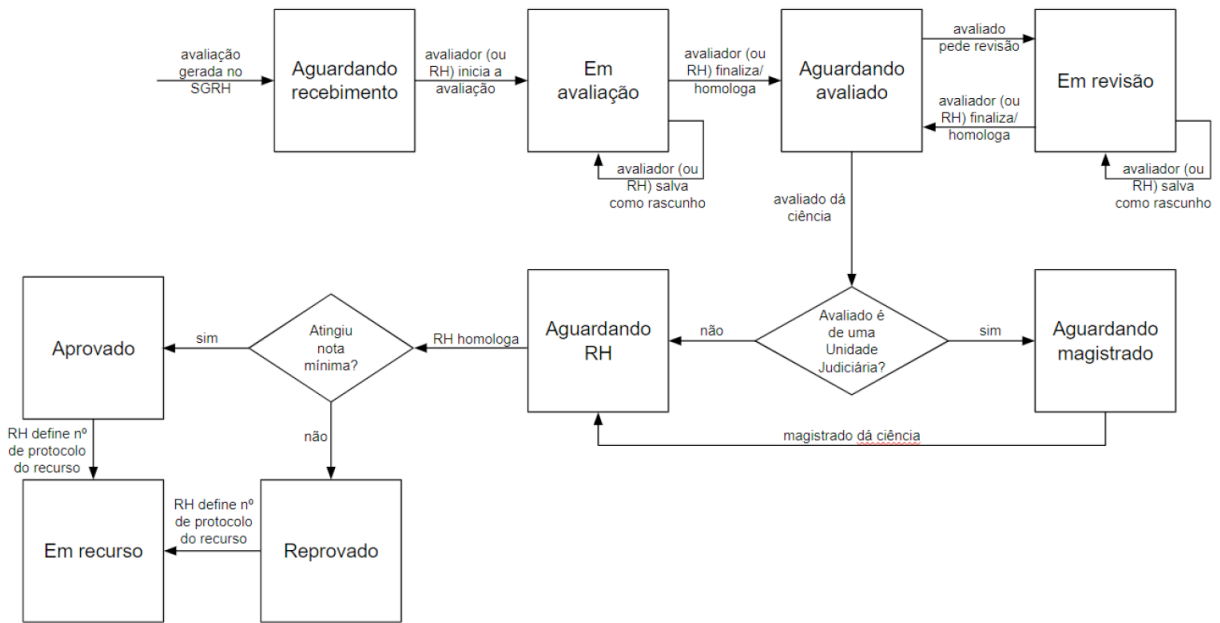 avaliação
gerada no
SGRH
Aguardando
recebimento
avaliador (ou
RH) inicia a
avaliação
Em
avaliação
avaliador (ou
RH) finaliza/
homologa
Aguardando
avaliado
avaliado
pede revisão
avaliador (ou
RH) finaliza/
homologa
Em revisão
avaliador (ou
RH) salva
como rascunho
avaliador (ou
RH) salva
como rascunho
avaliado dá
ciência
Avaliado é
de uma
Unidade
Judiciária?
sim
Aguardando
magistrado
não
Aguardando
RH
magistrado dá ciência
RH homologa
Atingiu
nota
mínima?
sim
Aprovado
não
RH define nº
de protocolo
do recurso
Em recurso
RH define nº
de protocolo
do recurso
Reprovado